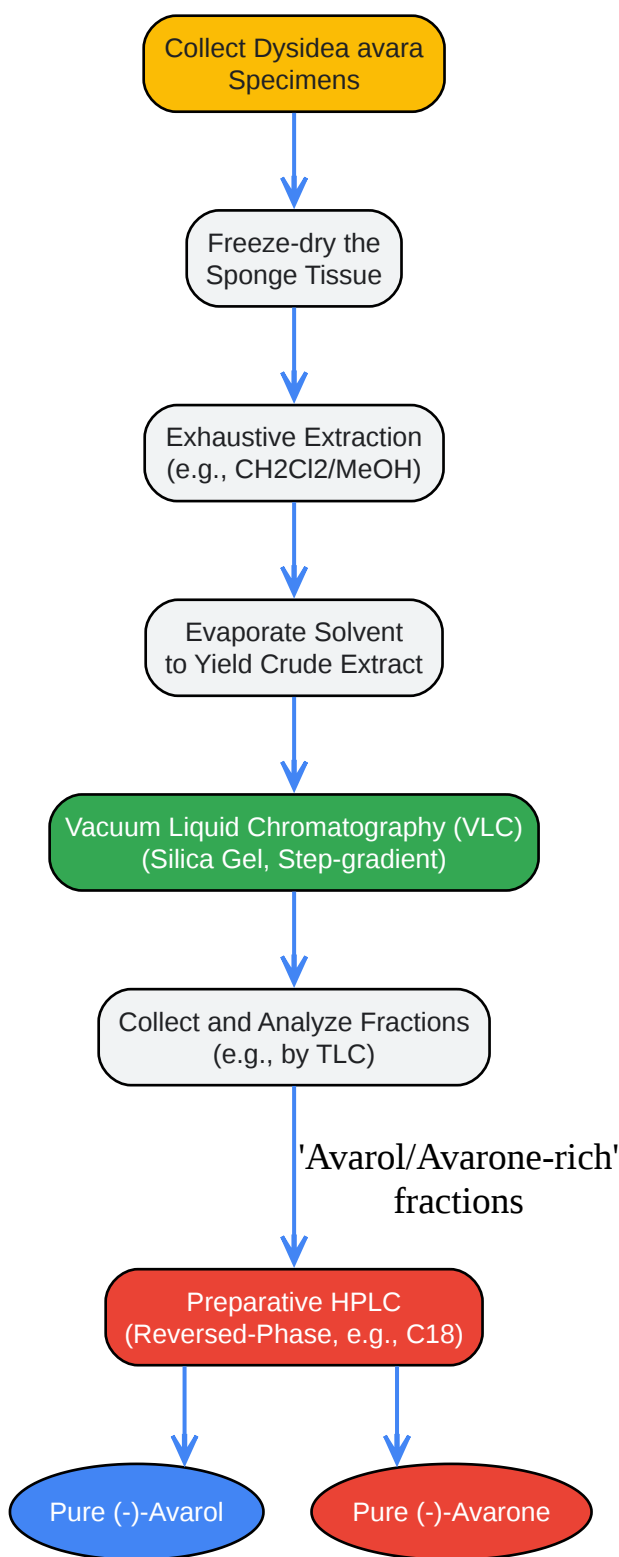 Collect Dysidea avara
Specimens
Freeze-dry the
Sponge Tissue
Exhaustive Extraction
(e.g., CH2Cl2/MeOH)
Evaporate Solvent
to Yield Crude Extract
Vacuum Liquid Chromatography (VLC)
(Silica Gel, Step-gradient)
Collect and Analyze Fractions
(e.g., by TLC)
'Avarol/Avarone-rich'
fractions
Preparative HPLC
(Reversed-Phase, e.g., C18)
Pure (-)-Avarol
Pure (-)-Avarone